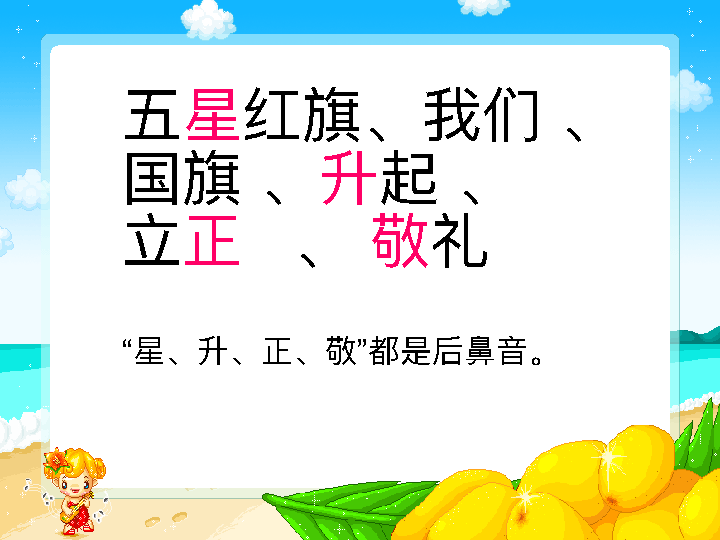 五星红旗、我们 、
国旗 、升起 、
立正 、 敬礼
“星、升、正、敬”都是后鼻音。